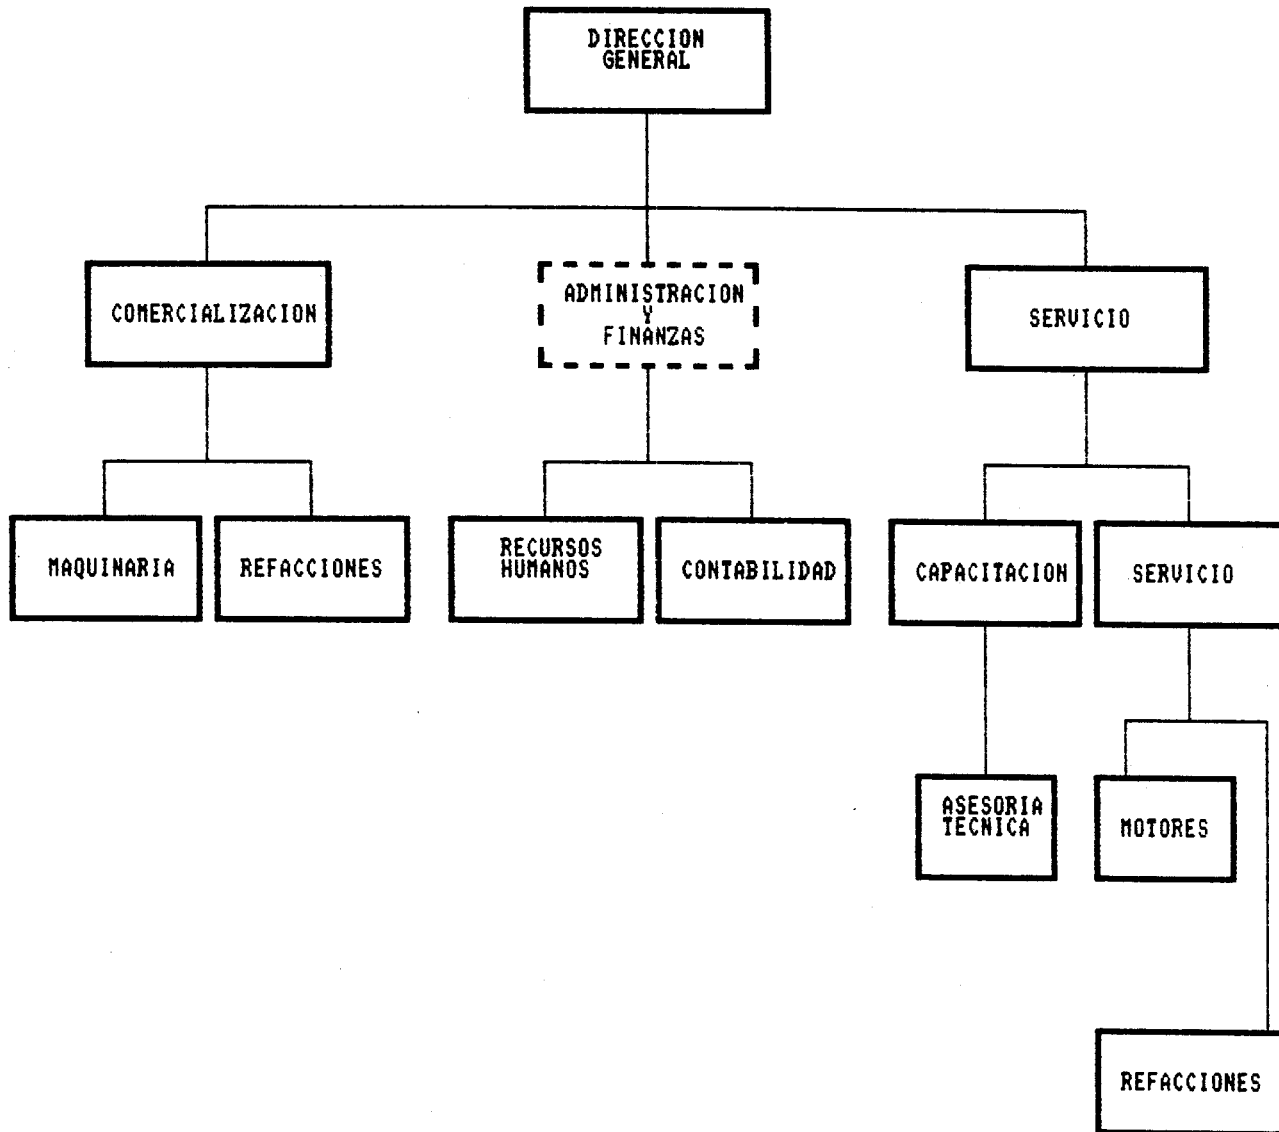 DIRECCION
GENERAL
COMERCIALIZACION
ADMINISTRACION
Y
FINANZAS
SERVICIO
MAQUINARIA
REFACCIONES
RECURSOS
HUMANOS
CONTABILIDAD
CAPACITACION
SERVICIO
ASESORIA
TECNICA
MOTORES
REFACCIONES